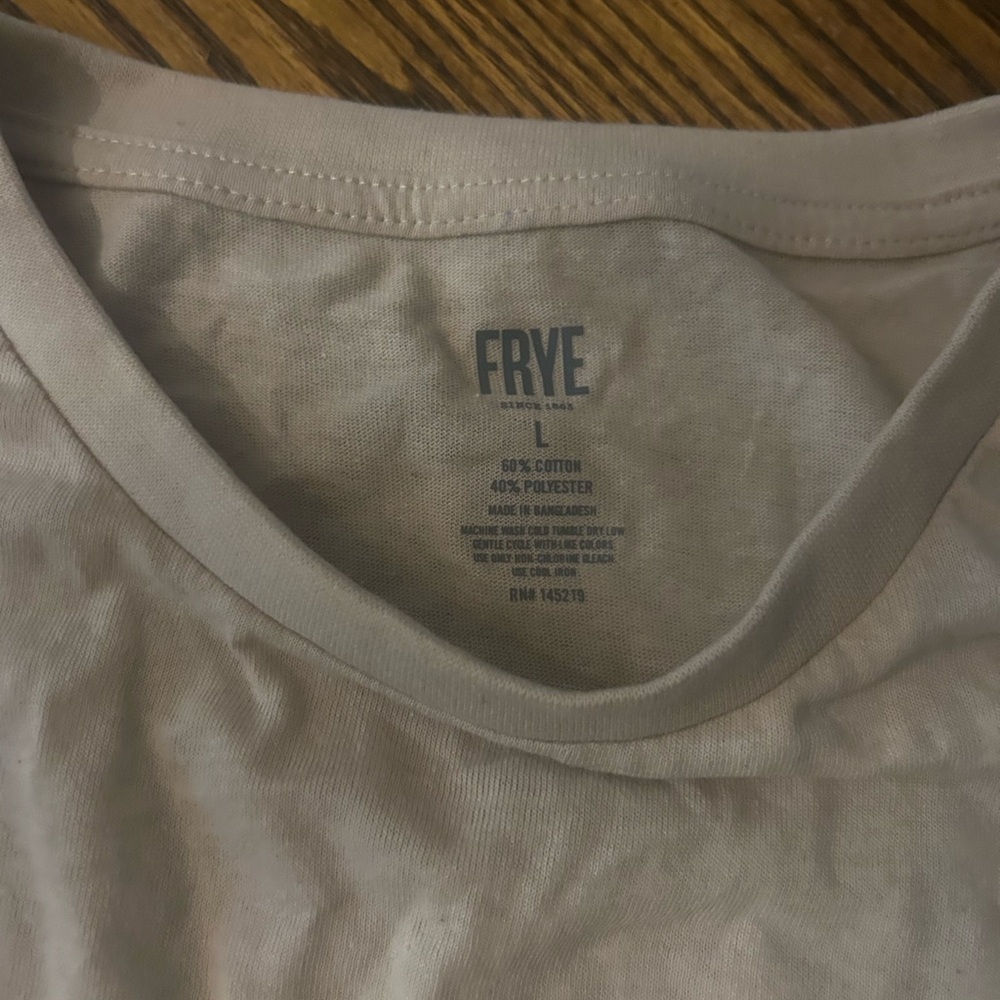 FRYE
SINCE 1863
L
60% COTTON
40% POLYESTER
MADE IN BANGLADESH
MACHINE WASH COLD TUMBLE DRY LOW
GENTLE CYCLE WITH LIKE COLORS
USE ONLY NON-CHLORINE BLEACH
USE COOL IRON
RN# 145219